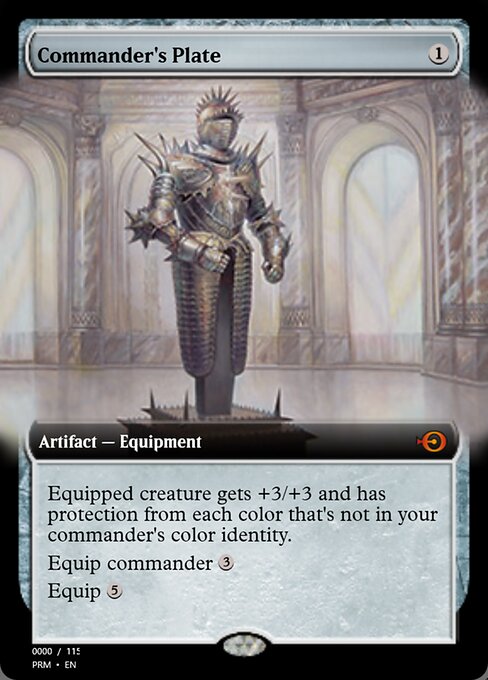 Commander's Plate 1
Artifact — Equipment
Equipped creature gets +3/+3 and has
protection from each color that's not in your
commander's color identity.
Equip commander 3
Equip 5
0000 / 115
PRM • EN